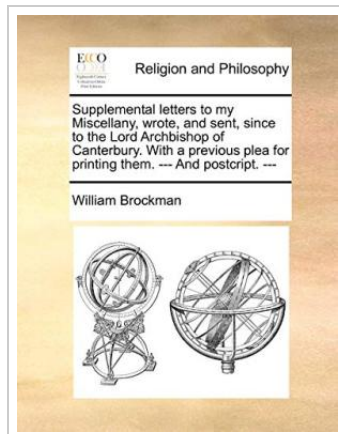 ECCO
Religion and Philosophy
Supplemental letters to my
Miscellany, wrote, and sent, since
to the Lord Archbishop of
Canterbury. With a previous plea for
printing them. --- And postcript. ---
William Brockman